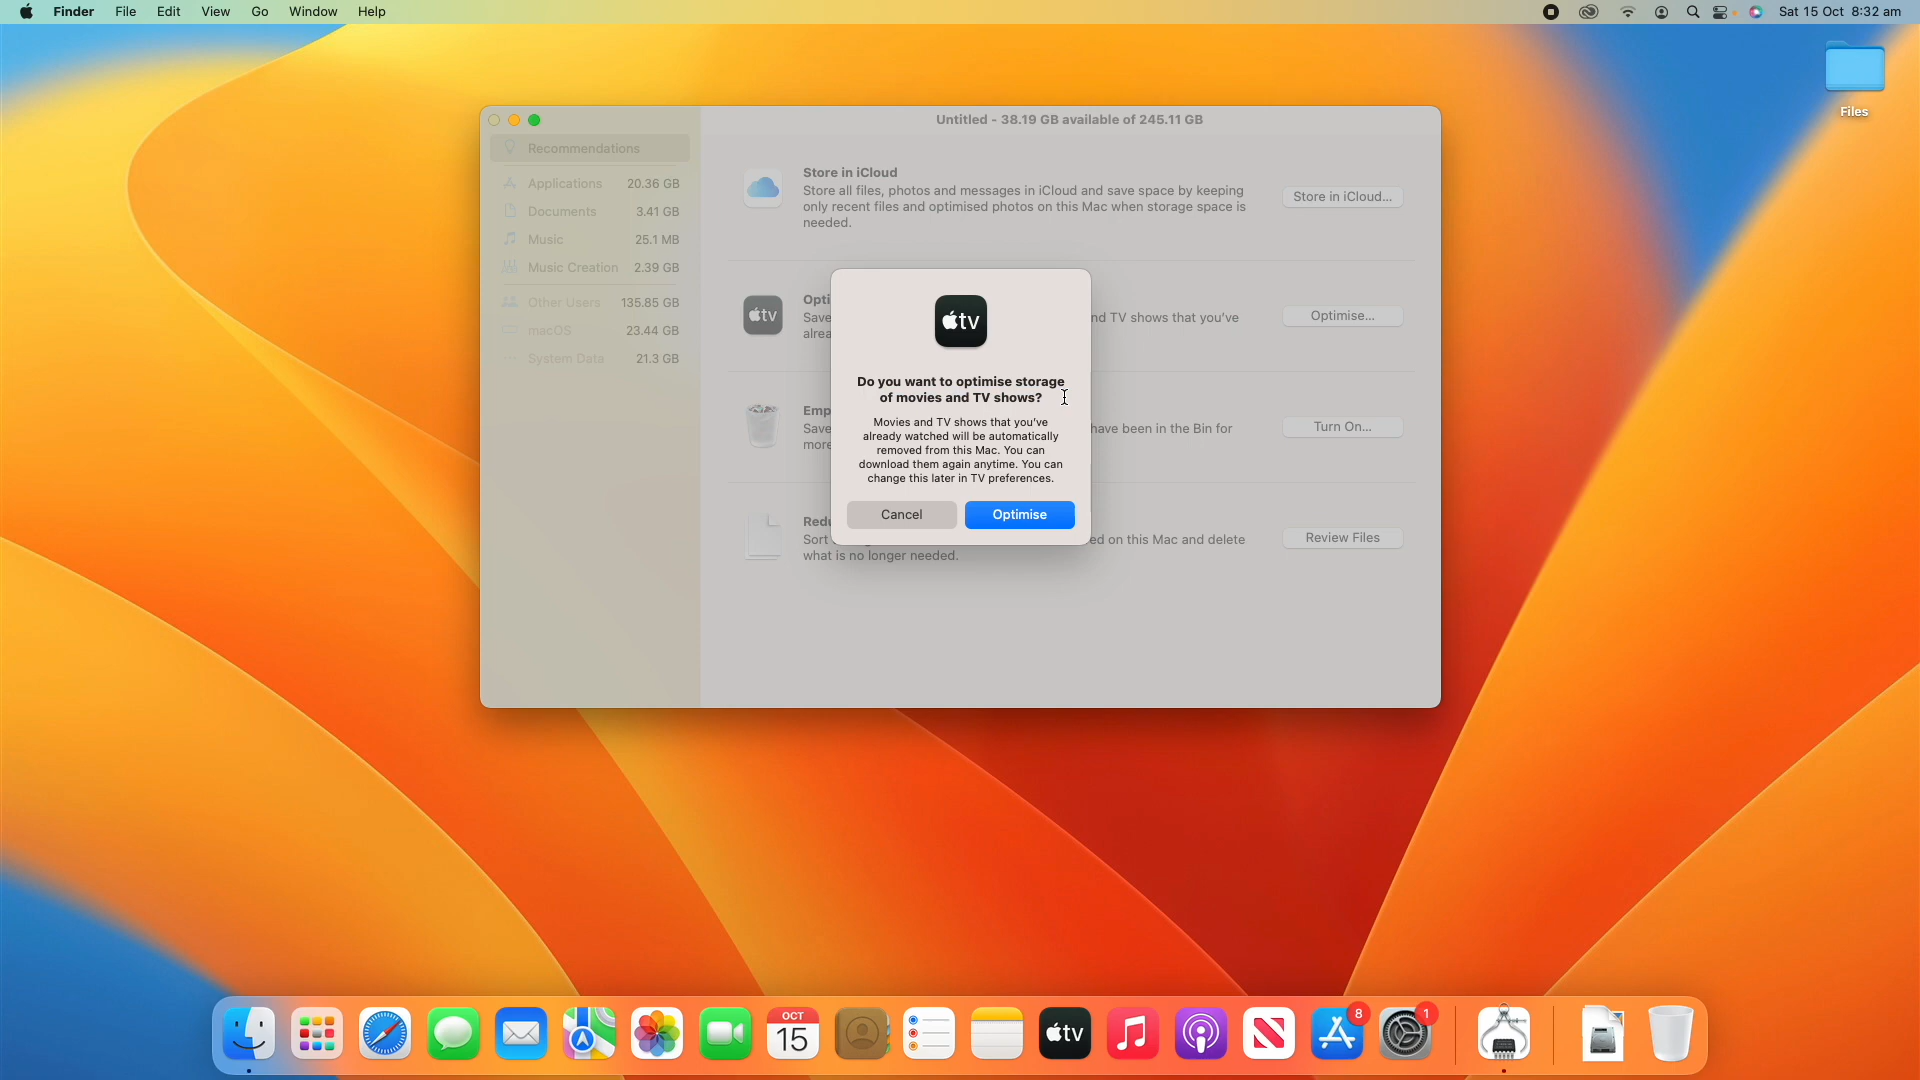 Finder File Edit View Go Window Help
Sat 15 Oct 8:32 am
Files
Untitled - 38.19 GB available of 245.11 GB
Recommendations
Applications 20.36 GB
Documents 3.41 GB
Music 25.1 MB
Music Creation 2.39 GB
Other Users 135.85 GB
macOS 23.44 GB
System Data 21.3 GB
Store in iCloud
Store all files, photos and messages in iCloud and save space by keeping
only recent files and optimised photos on this Mac when storage space is
needed.
Store in iCloud...
tv
Opti
Save nd TV shows that you've
alrea
Optimise...
Emp
Save have been in the Bin for
more
Turn On...
Redu
Sort ed on this Mac and delete
what is no longer needed.
Review Files
tv
Do you want to optimise storage
of movies and TV shows?
Movies and TV shows that you've
already watched will be automatically
removed from this Mac. You can
download them again anytime. You can
change this later in TV preferences.
Cancel Optimise
OCT
15
tv
8
1